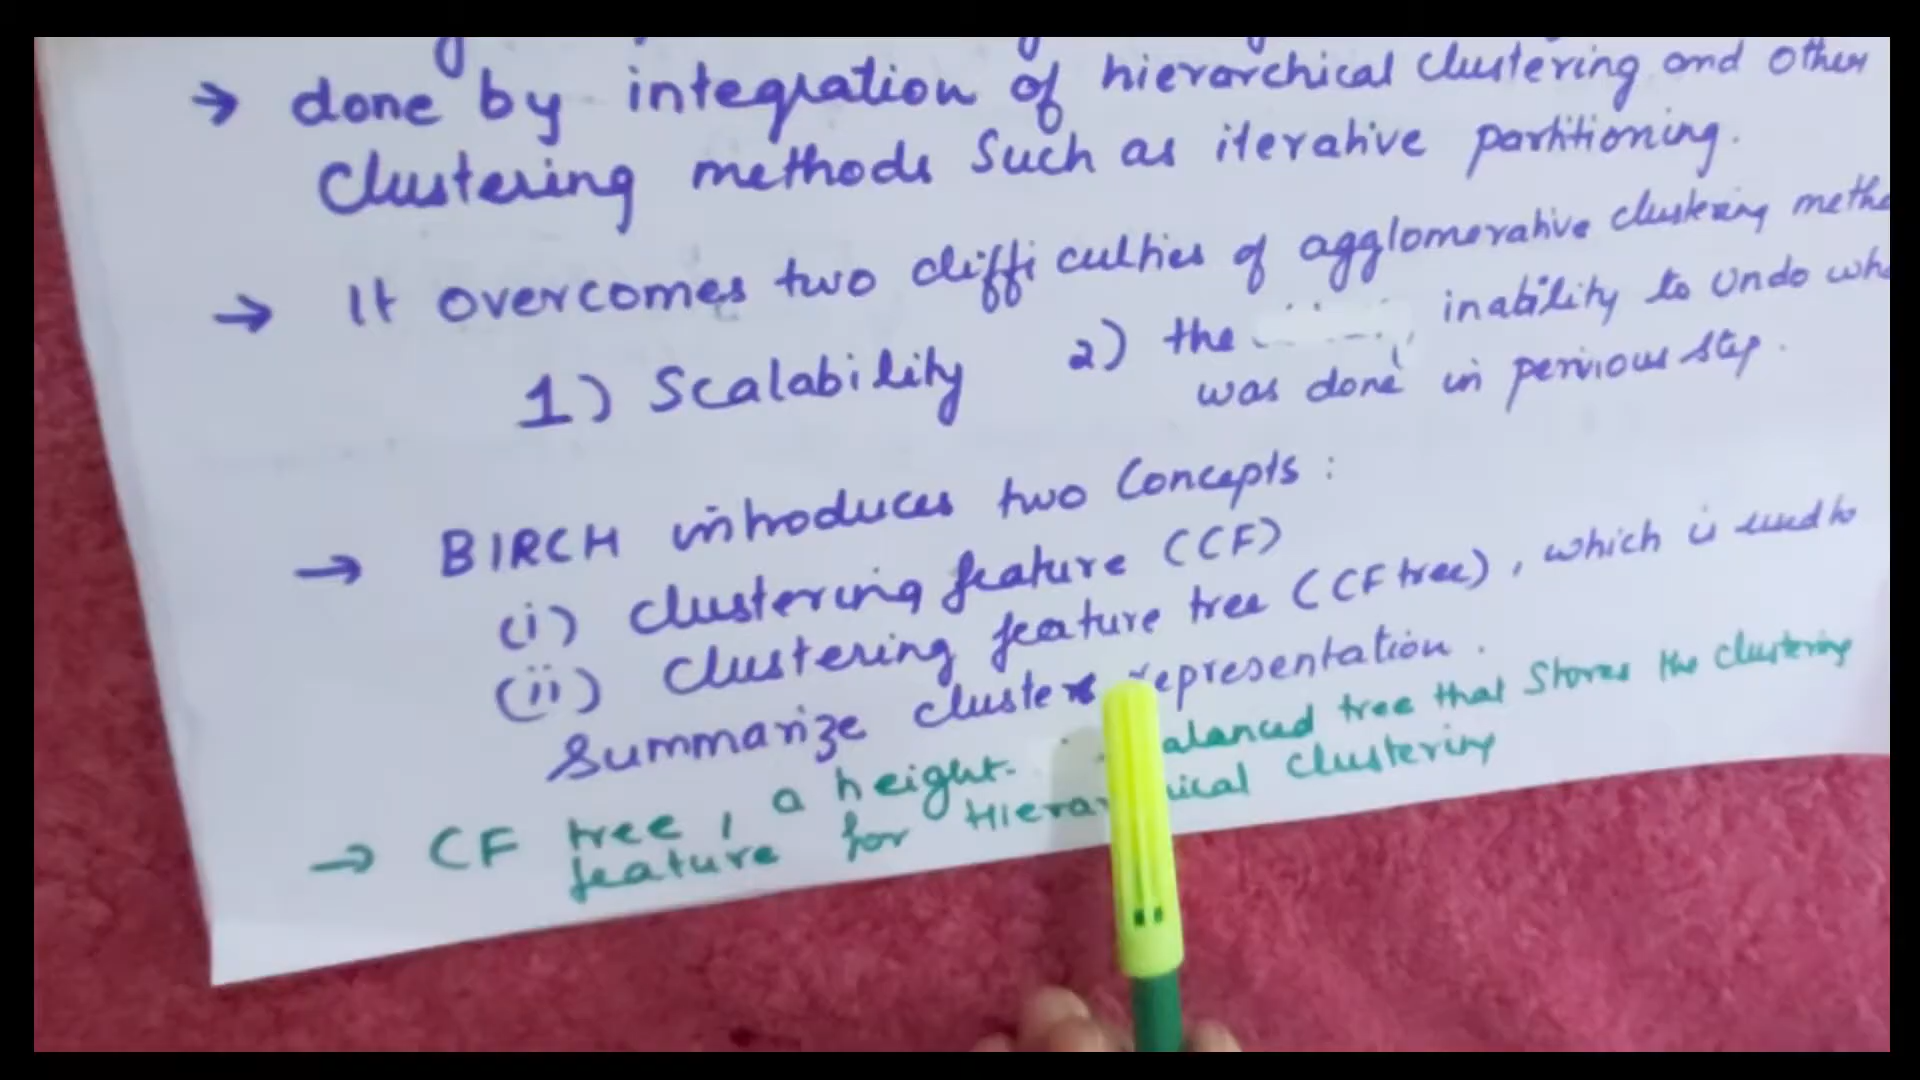 → done by integration of hierarchical clustering and other
clustering methods such as iterative partitioning.
→ It overcomes two difficulties of agglomerative clustering
1) Scalability 2) the inability to undo
was done in pervious step.
→ BIRCH introduces two Concepts :
(i) clustering feature (CF)
(ii) clustering feature tree (CF tree), which is used to
Summarize cluster representation.
→ CF tree, a height- tree that Stores the clustering
feature for clustering